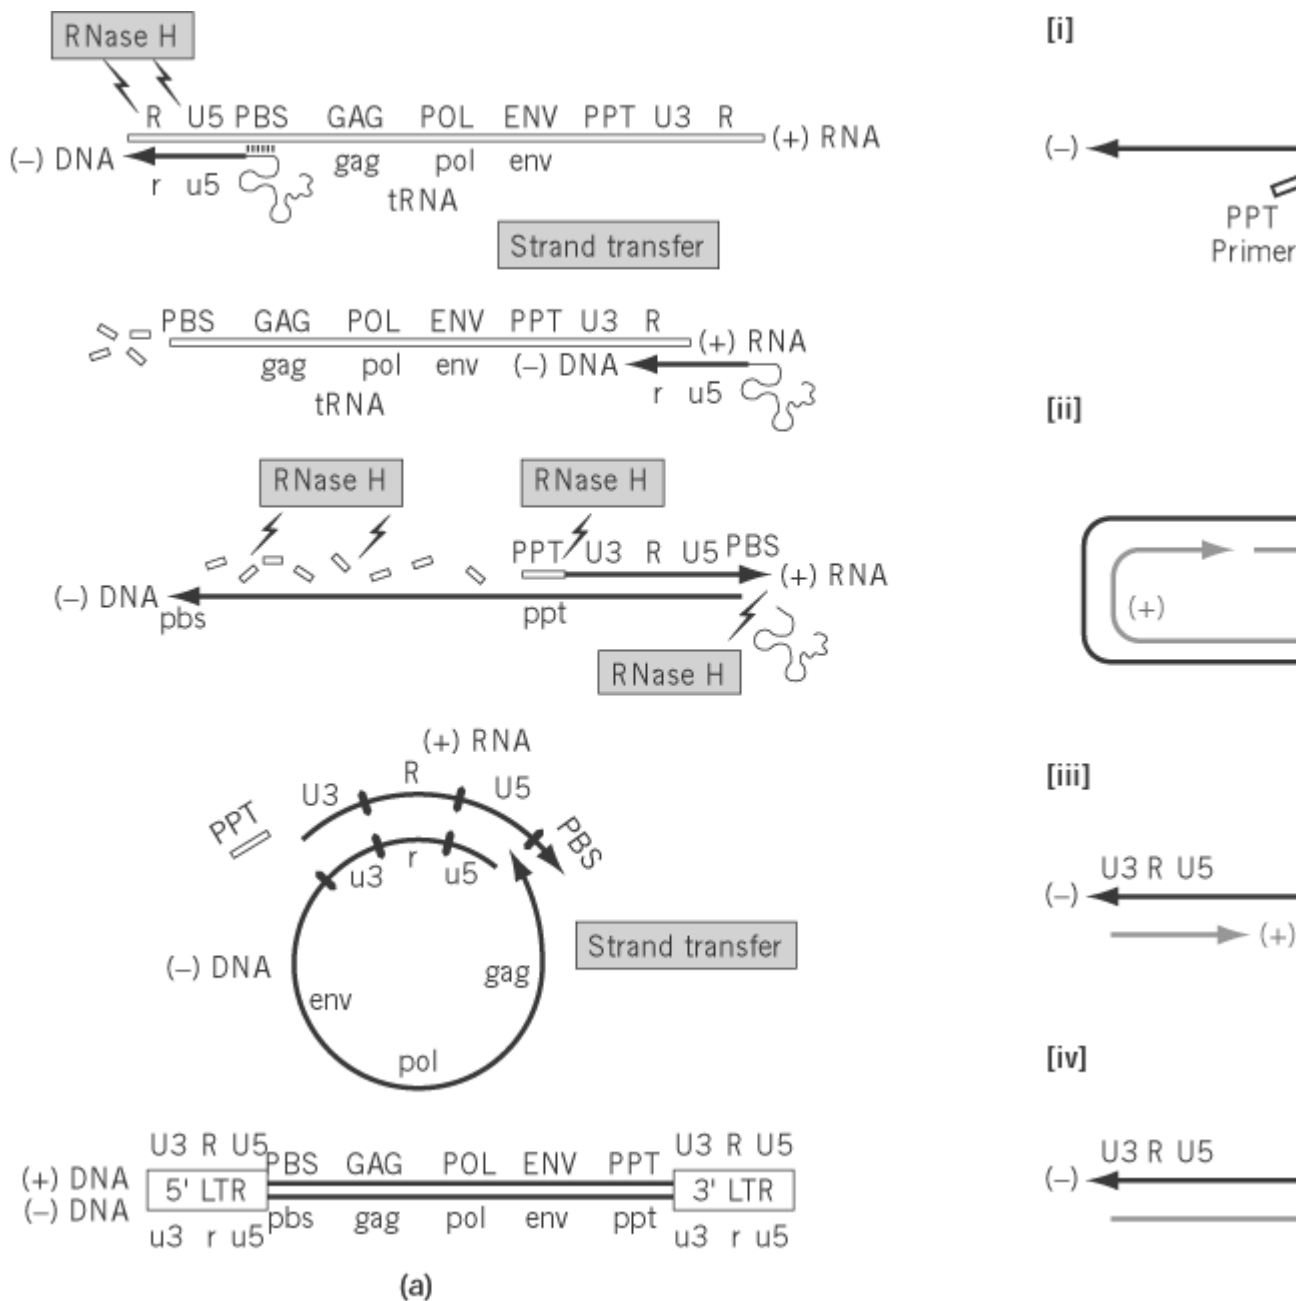 RNase H
R U5 PBS GAG POL ENV PPT U3 R
(+) RNA
(–) DNA
r u5 gag pol env
tRNA
Strand transfer
PBS GAG POL ENV PPT U3 R
(+) RNA
gag pol env (–) DNA
r u5
tRNA
RNase H RNase H
PPT U3 R U5 PBS
(+) RNA
(–) DNA
pbs ppt
RNase H
(+) RNA
U3 R U5
PPT PBS
u3 r u5
Strand transfer
(–) DNA
env gag
pol
U3 R U5 PBS GAG POL ENV PPT U3 R U5
(+) DNA
5' LTR 3' LTR
(–) DNA
pbs gag pol env ppt
u3 r u5 u3 r u5
(a)
[i]
(–)
PPT
Primer
[ii]
(+)
[iii]
U3 R U5
(–)
(+)
[iv]
U3 R U5
(–)